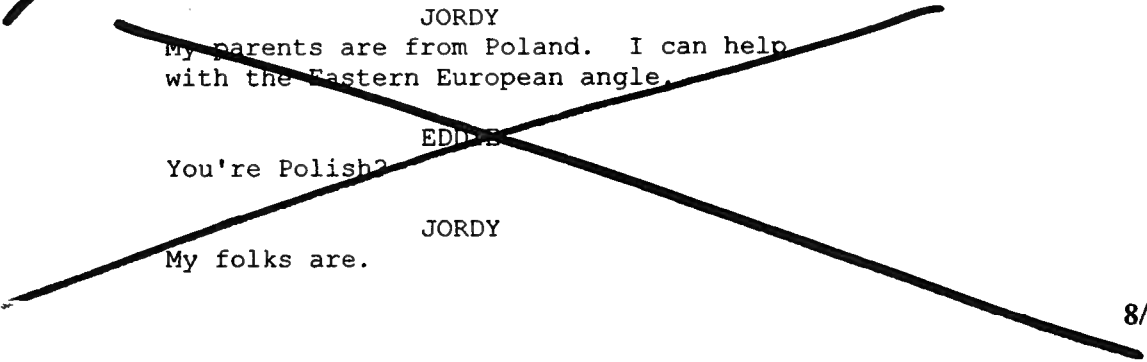 JORDY
My parents are from Poland.  I can help
with the Eastern European angle.
EDDIE
You're Polish?
JORDY
My folks are.
8/